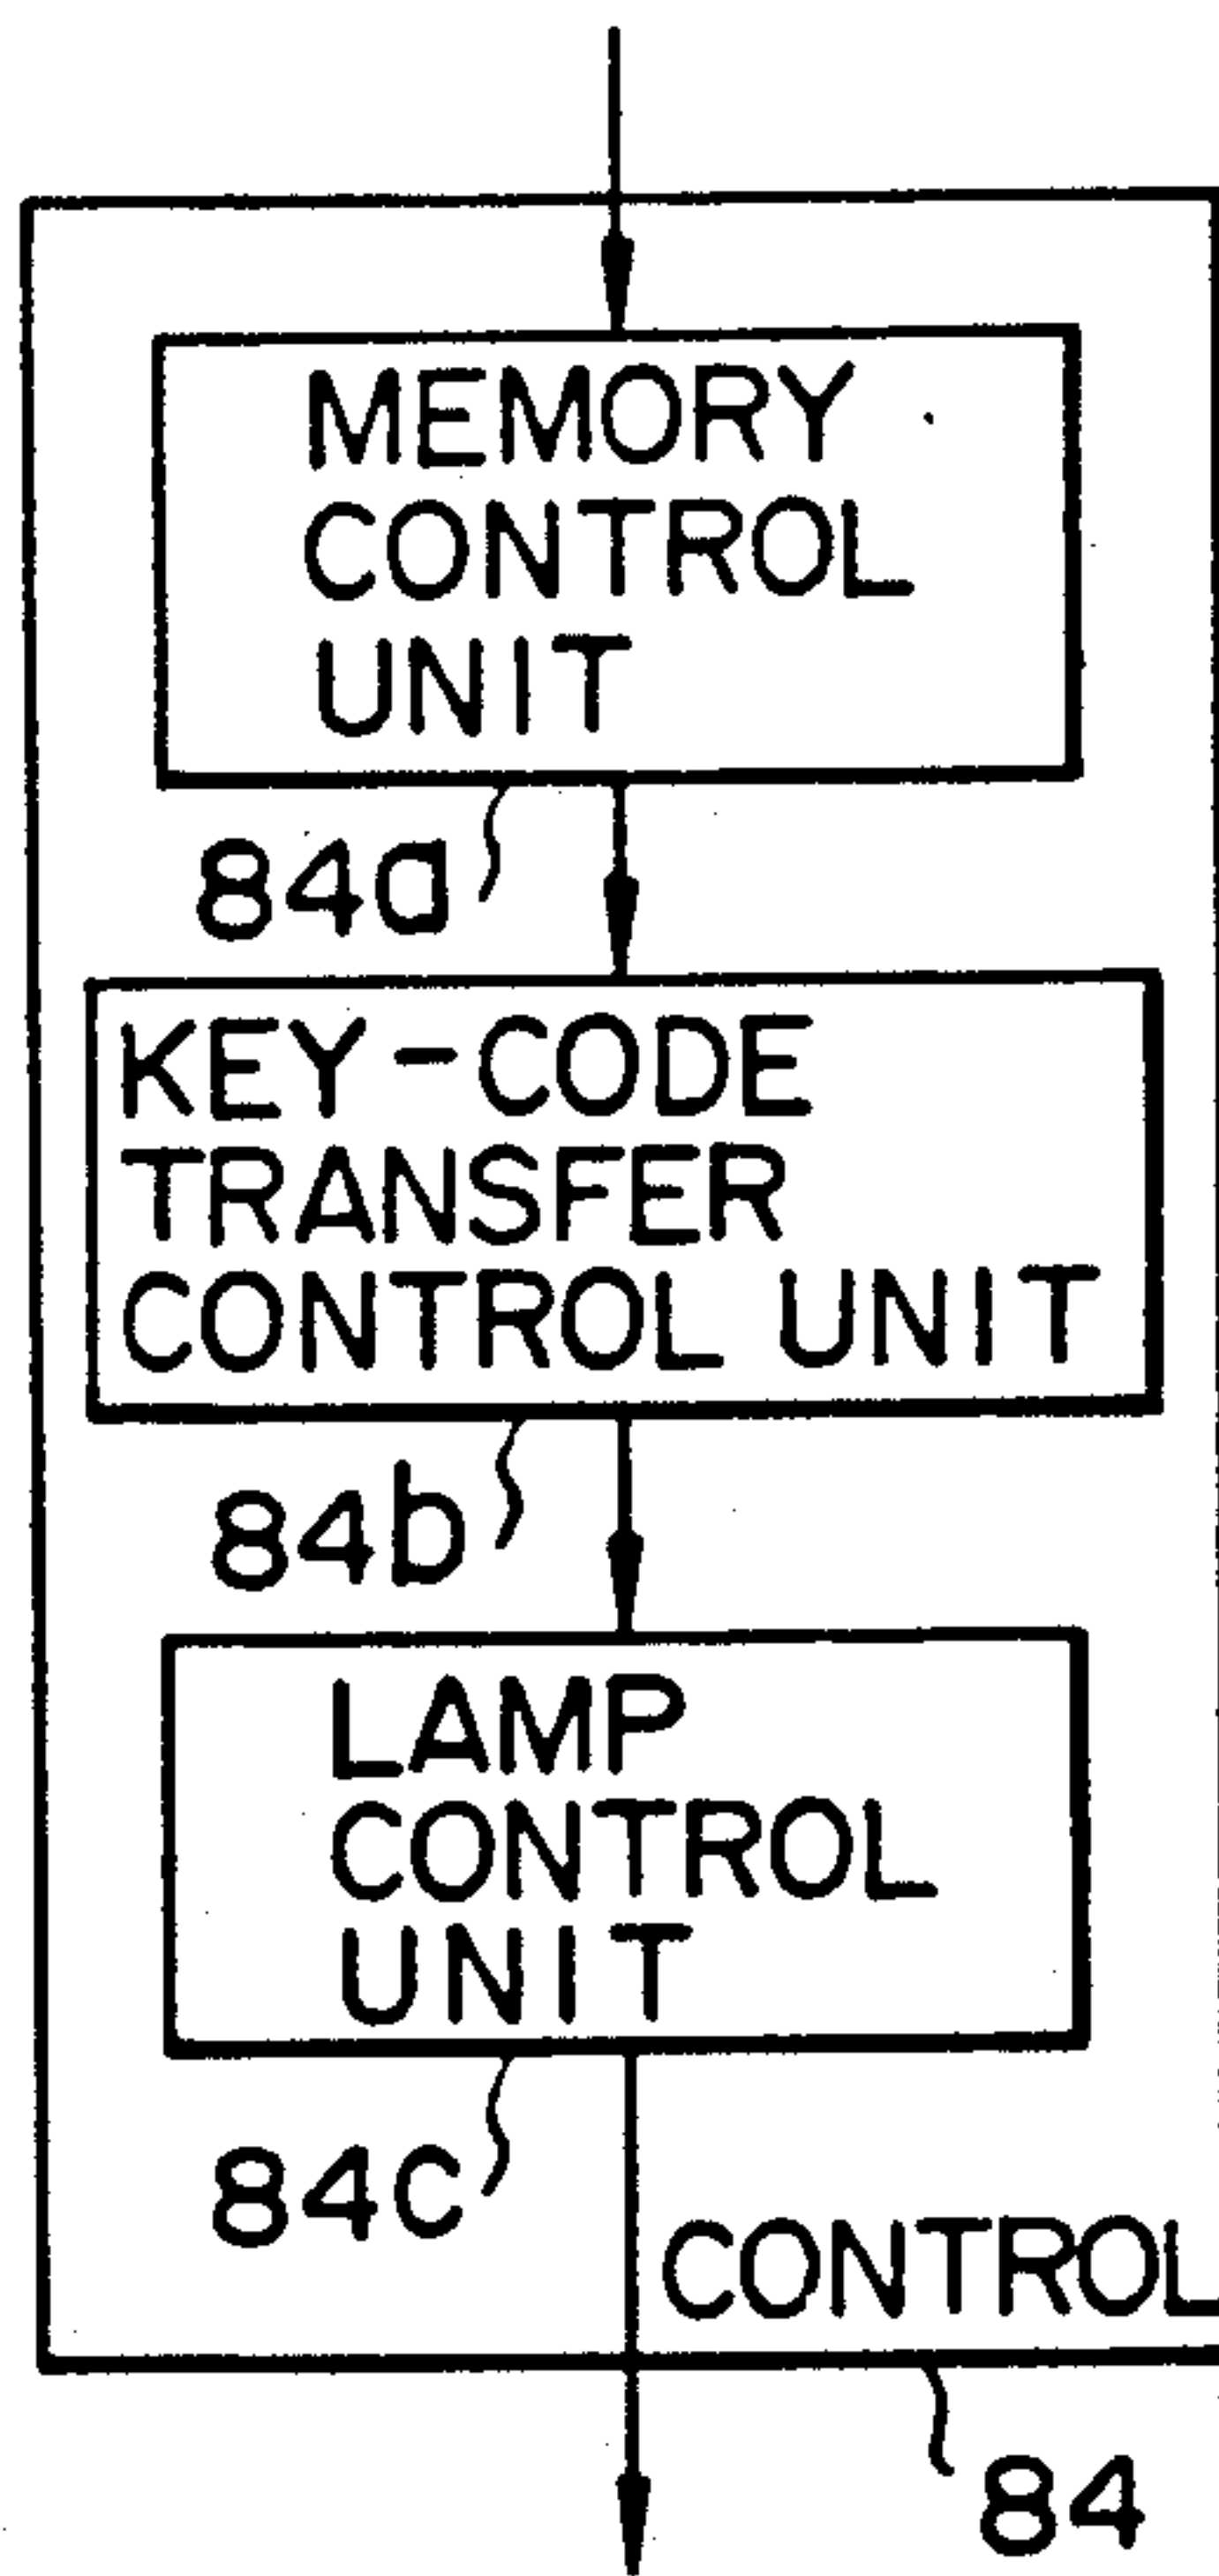 MEMORY
CONTROL
UNIT
84a
KEY-CODE
TRANSFER
CONTROL UNIT
84b
LAMP
CONTROL
UNIT
84c
CONTROL
84